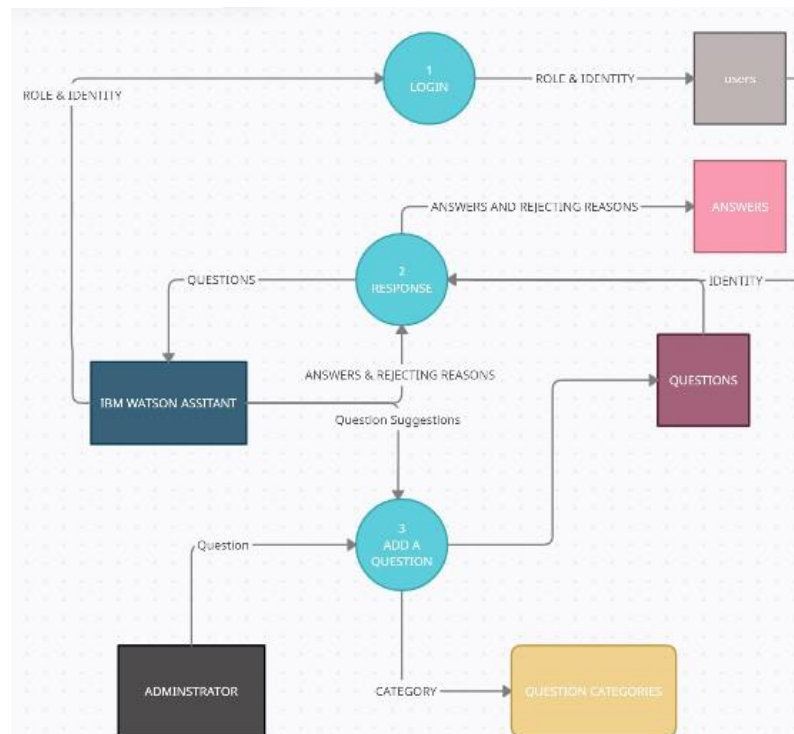 1
LOGIN
ROLE & IDENTITY
users
ROLE & IDENTITY
ANSWERS AND REJECTING REASONS
ANSWERS
2
RESPONSE
QUESTIONS
IDENTITY
ANSWERS & REJECTING REASONS
QUESTIONS
IBM WATSON ASSITANT
Question Suggestions
3
ADD A
QUESTION
Question
ADMINSTRATOR
CATEGORY
QUESTION CATEGORIES